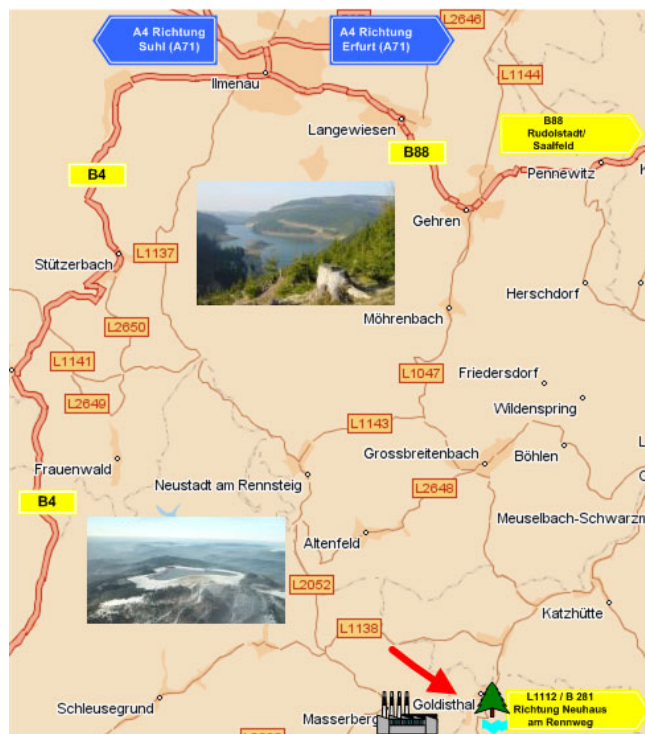 L2646
A4 Richtung
Suhl (A71)
A4 Richtung
Erfurt (A71)
L1144
Ilmenau
Langewiesen
B88
Rudolstadt/
Saalfeld
B88
Pennewitz
B4
Gehren
Stützerbach
L1137
Herschdorf
Möhrenbach
L2650
L1141
L1047
Friedersdorf
L2649
Wildenspring
L1143
Frauenwald
Grossbreitenbach
Böhlen
Neustadt am Rennsteig
L2648
B4
Meuselbach-Schwarzm
Altenfeld
L2052
Katzhütte
L1138
Schleusegrund
Masserberg
Goldisthal
L1112 / B 281
Richtung Neuhaus
am Rennweg